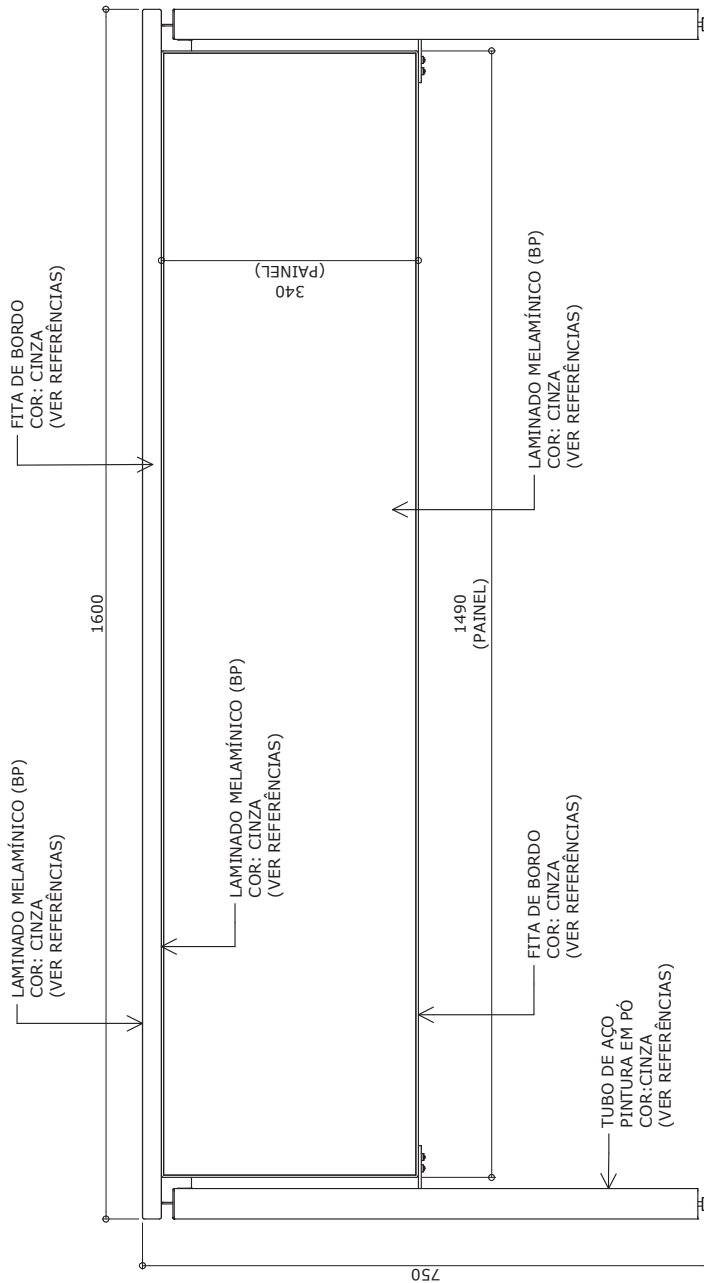 LAMINADO MELAMÍNICO (BP)
COR: CINZA
(VER REFERÊNCIAS)
FITA DE BORDO
COR: CINZA
(VER REFERÊNCIAS)
1600
LAMINADO MELAMÍNICO (BP)
COR: CINZA
(VER REFERÊNCIAS)
340
(PAINEL)
750
1490
(PAINEL)
TUBO DE AÇO
PINTURA EM PÓ
COR:CINZA
(VER REFERÊNCIAS)
FITA DE BORDO
COR: CINZA
(VER REFERÊNCIAS)
LAMINADO MELAMÍNICO (BP)
COR: CINZA
(VER REFERÊNCIAS)